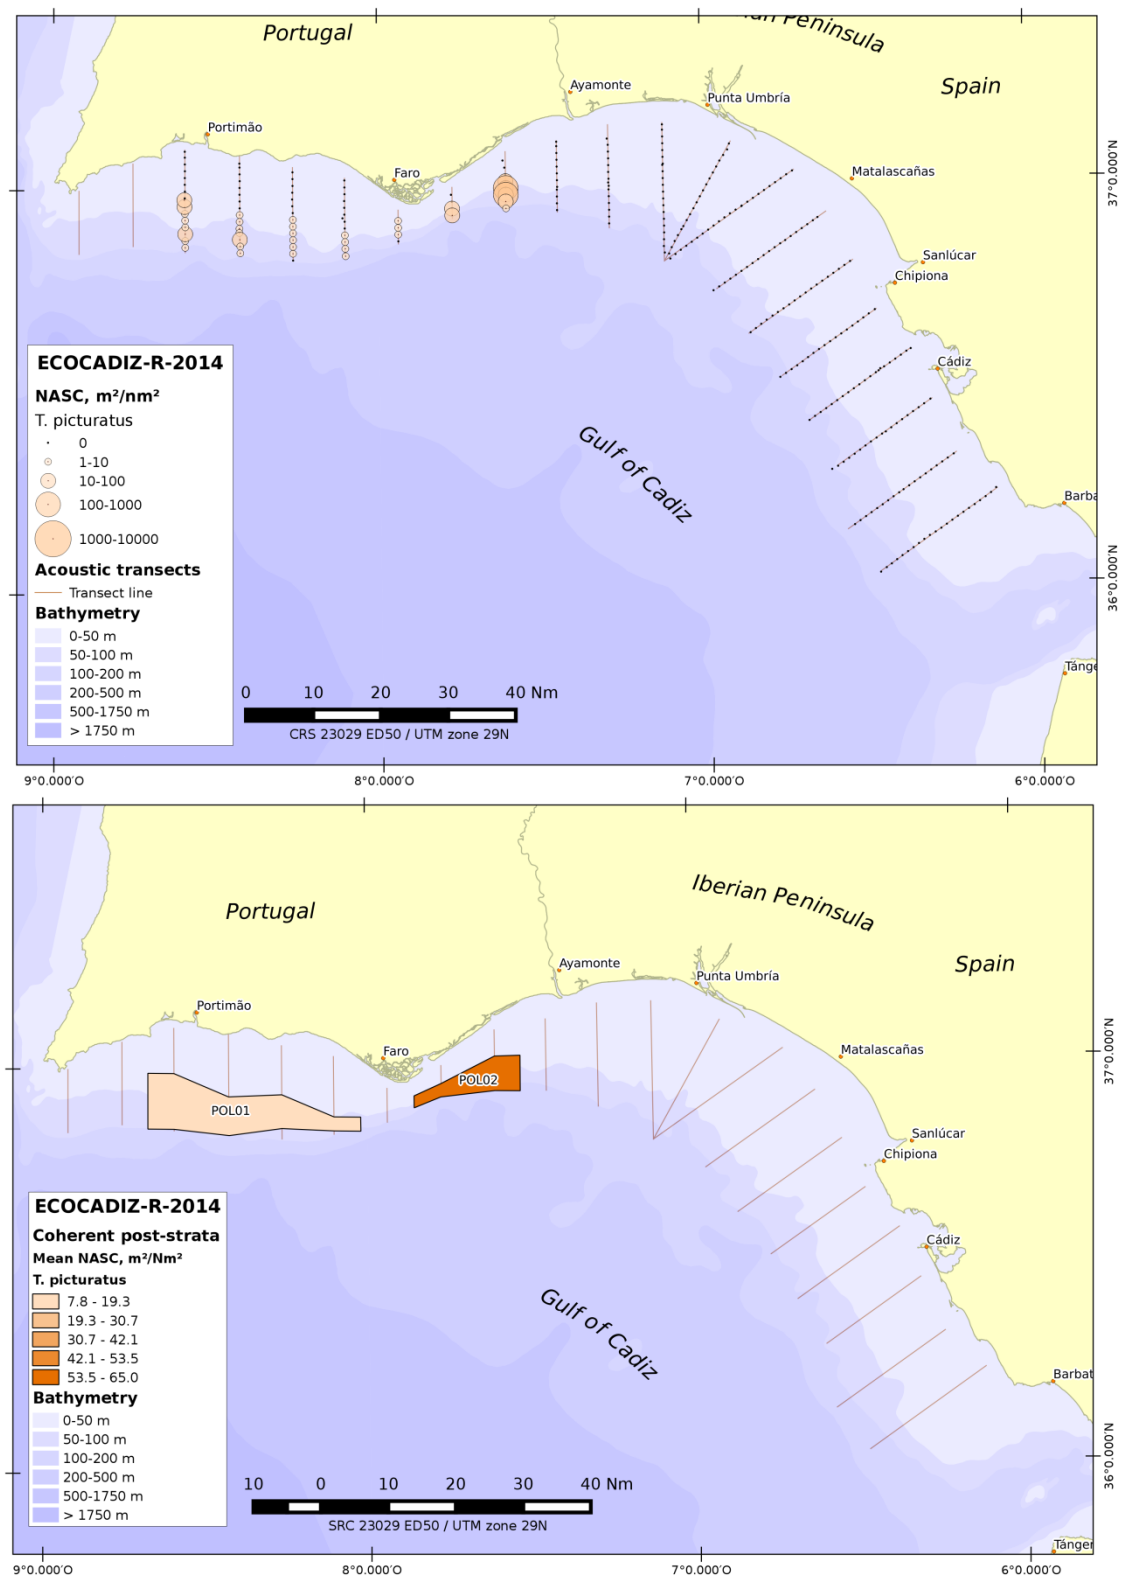 Portugal
Iberian Peninsula
Spain
Ayamonte
Punta Umbría
Portimão
Faro
Matalascañas
37°0.000'N
Sanlúcar
Chipiona
Cádiz
Gulf of Cadiz
Barba
36°0.000'N
Tánge
ECOCADIZ-R-2014
NASC, m²/nm²
T. picturatus
0
1-10
10-100
100-1000
1000-10000
Acoustic transects
Transect line
Bathymetry
0-50 m
50-100 m
100-200 m
200-500 m
500-1750 m
> 1750 m
0 10 20 30 40 Nm
CRS 23029 ED50 / UTM zone 29N
9°0.000'O 8°0.000'O 7°0.000'O 6°0.000'O
Portugal
Iberian Peninsula
Spain
Ayamonte
Punta Umbría
Portimão
Faro
Matalascañas
37°0.000'N
POL01
POL02
Sanlúcar
Chipiona
Cádiz
Gulf of Cadiz
Barbat
36°0.000'N
Tánger
ECOCADIZ-R-2014
Coherent post-strata
Mean NASC, m²/Nm²
T. picturatus
7.8 - 19.3
19.3 - 30.7
30.7 - 42.1
42.1 - 53.5
53.5 - 65.0
Bathymetry
0-50 m
50-100 m
100-200 m
200-500 m
500-1750 m
> 1750 m
10 0 10 20 30 40 Nm
SRC 23029 ED50 / UTM zone 29N
9°0.000'O 8°0.000'O 7°0.000'O 6°0.000'O